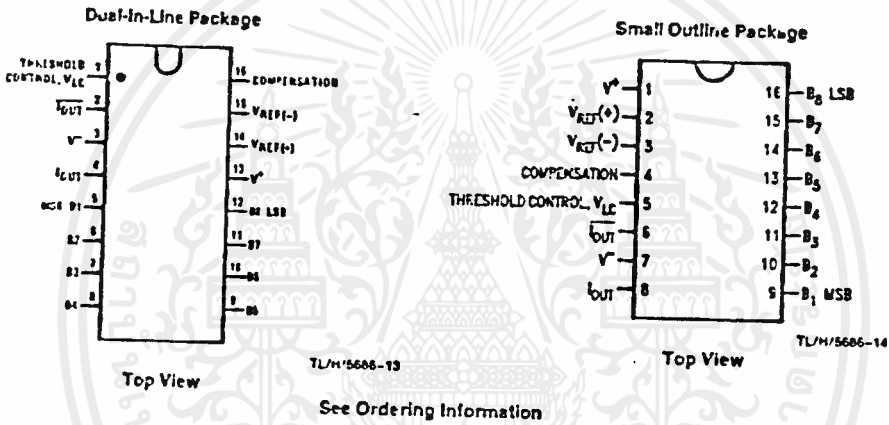 Dual-In-Line Package
THRESHOLD
CONTROL, VLC
1
IOUT
2
V-
3
IOUT
4
MSB B1
5
B2
6
B3
7
B4
8
16
COMPENSATION
15
VREF(-)
14
VREF(+)
13
V+
12
B8 LSB
11
B7
10
B6
9
B5
TL/H/5686-13
Top View
Small Outline Package
V+ 1
VREF(+) 2
VREF(-) 3
COMPENSATION 4
THRESHOLD CONTROL, VLC 5
IOUT 6
V- 7
IOUT 8
16 B8 LSB
15 B7
14 B6
13 B5
12 B4
11 B3
10 B2
9 B1 MSB
TL/H/5686-14
Top View
See Ordering Information